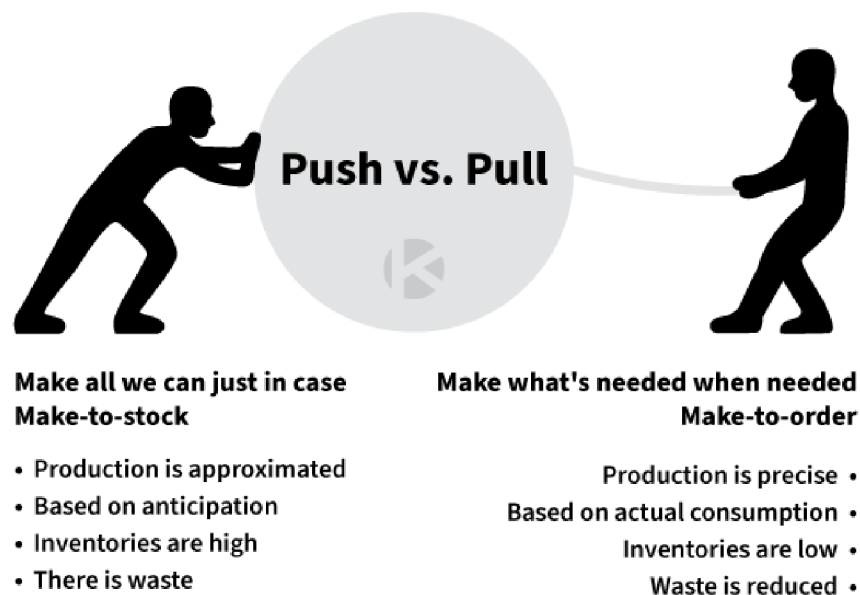 Push vs. Pull
Make all we can just in case
Make-to-stock
• Production is approximated
• Based on anticipation
• Inventories are high
• There is waste
Make what's needed when needed
Make-to-order
Production is precise •
Based on actual consumption •
Inventories are low •
Waste is reduced •